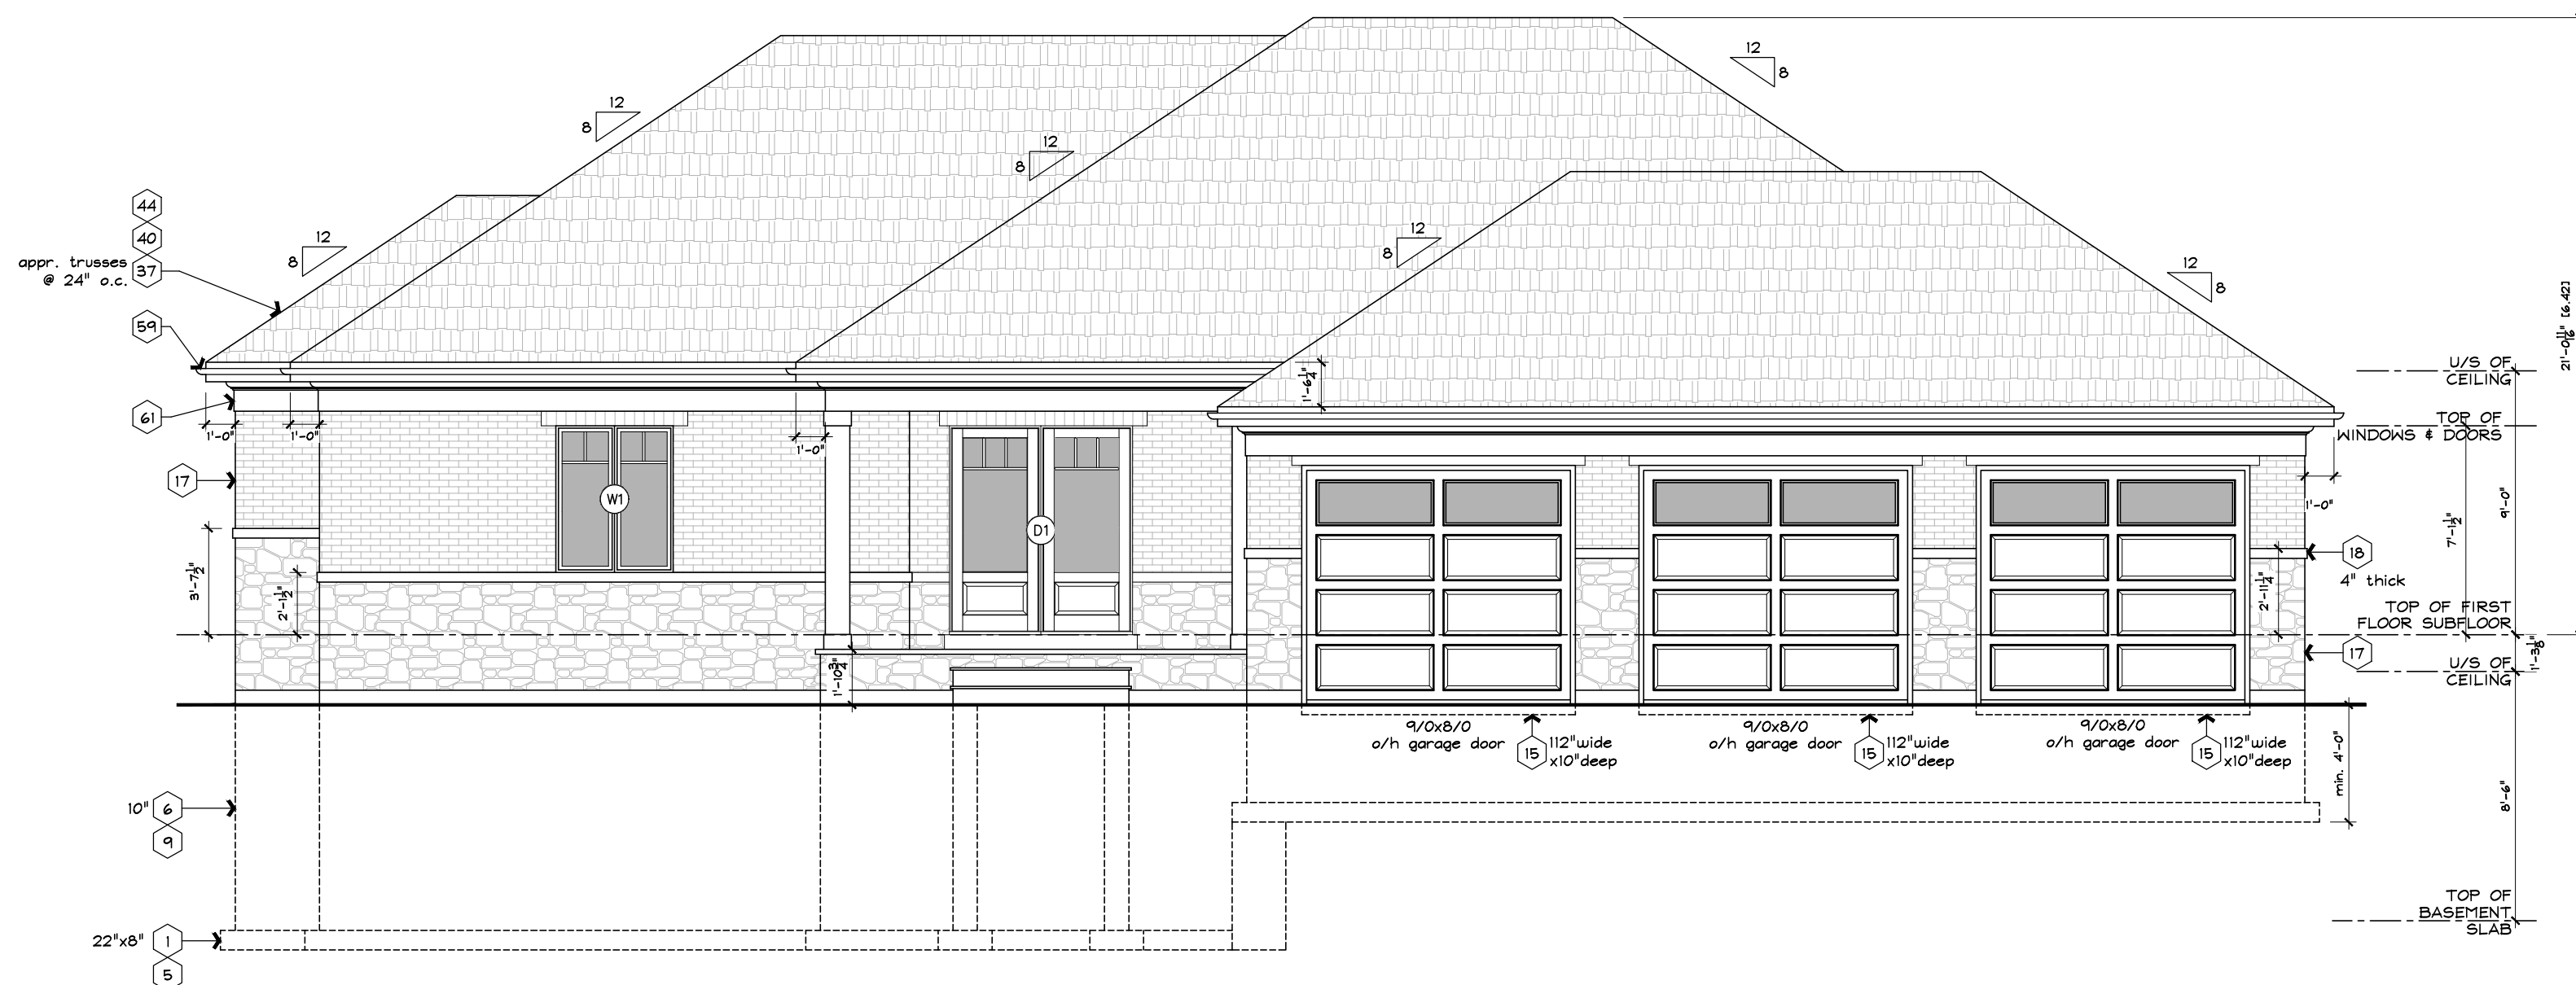 12
8
12
8
12
8
12
8
12
8
12
8
44
40
appr. trusses
@ 24" o.c.
37
59
61
17
1'-0"
1'-0"
1'-0"
1'-6 1/4"
3'-7 1/2"
2'-1 1/2"
W1
D1
1'-10 3/4"
21'-0 11/16" [6.42]
U/S OF
CEILING
TOP OF
WINDOWS & DOORS
9'-0"
7'-1 1/2"
1'-0"
18
4" thick
2'-11 1/4"
TOP OF FIRST
FLOOR SUBFLOOR
17
1'-3 1/8"
U/S OF
CEILING
9/0x8/0
o/h garage door
15
112"wide
x10"deep
9/0x8/0
o/h garage door
15
112"wide
x10"deep
9/0x8/0
o/h garage door
15
112"wide
x10"deep
min. 4'-0"
8'-6"
10"
6
9
TOP OF
BASEMENT
SLAB
22"x8"
1
5